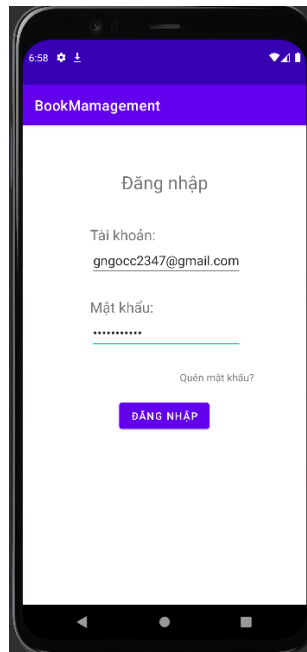 6:58
BookMamagement
Đăng nhập
Tài khoản:
gngocc2347@gmail.com
Mật khẩu:
•••••••••••
Quên mật khẩu?
ĐĂNG NHẬP